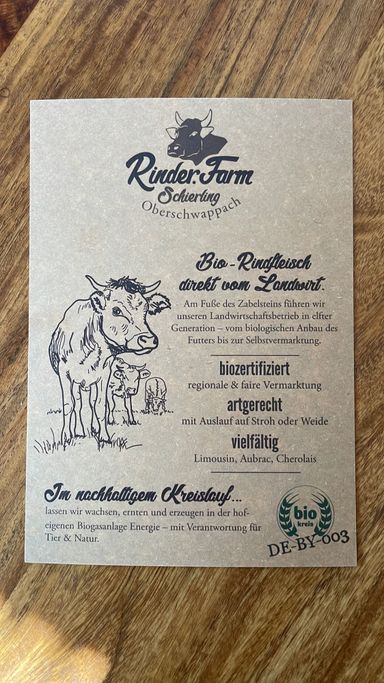 Rinder.Farm
Schierling
Oberschwappach
Bio-Rindfleisch
direkt vom Landwirt.
Am Fuße des Zabelsteins führen wir
unseren Landwirtschaftsbetrieb in elfter
Generation – vom biologischen Anbau des
Futters bis zur Selbstvermarktung.
biozertifiziert
regionale & faire Vermarktung
artgerecht
mit Auslauf auf Stroh oder Weide
vielfältig
Limousin, Aubrac, Cherolais
Im nachhaltigem Kreislauf...
lassen wir wachsen, ernten und erzeugen in der hof-
eigenen Biogasanlage Energie – mit Verantwortung für
Tier & Natur.
bio
kreis
DE-BY-003